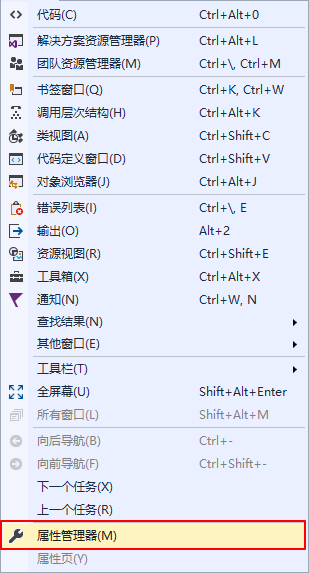 代码(C) Ctrl+Alt+0
解决方案资源管理器(P) Ctrl+Alt+L
团队资源管理器(M) Ctrl+\, Ctrl+M
书签窗口(Q) Ctrl+K, Ctrl+W
调用层次结构(H) Ctrl+Alt+K
类视图(A) Ctrl+Shift+C
代码定义窗口(D) Ctrl+Shift+V
对象浏览器(J) Ctrl+Alt+J
错误列表(I) Ctrl+\, E
输出(O) Alt+2
资源视图(R) Ctrl+Shift+E
工具箱(X) Ctrl+Alt+X
通知(N) Ctrl+W, N
查找结果(N)
其他窗口(E)
工具栏(T)
全屏幕(U) Shift+Alt+Enter
所有窗口(L) Shift+Alt+M
向后导航(B) Ctrl+-
向前导航(F) Ctrl+Shift+-
下一个任务(X)
上一个任务(R)
属性管理器(M)
属性页(Y)